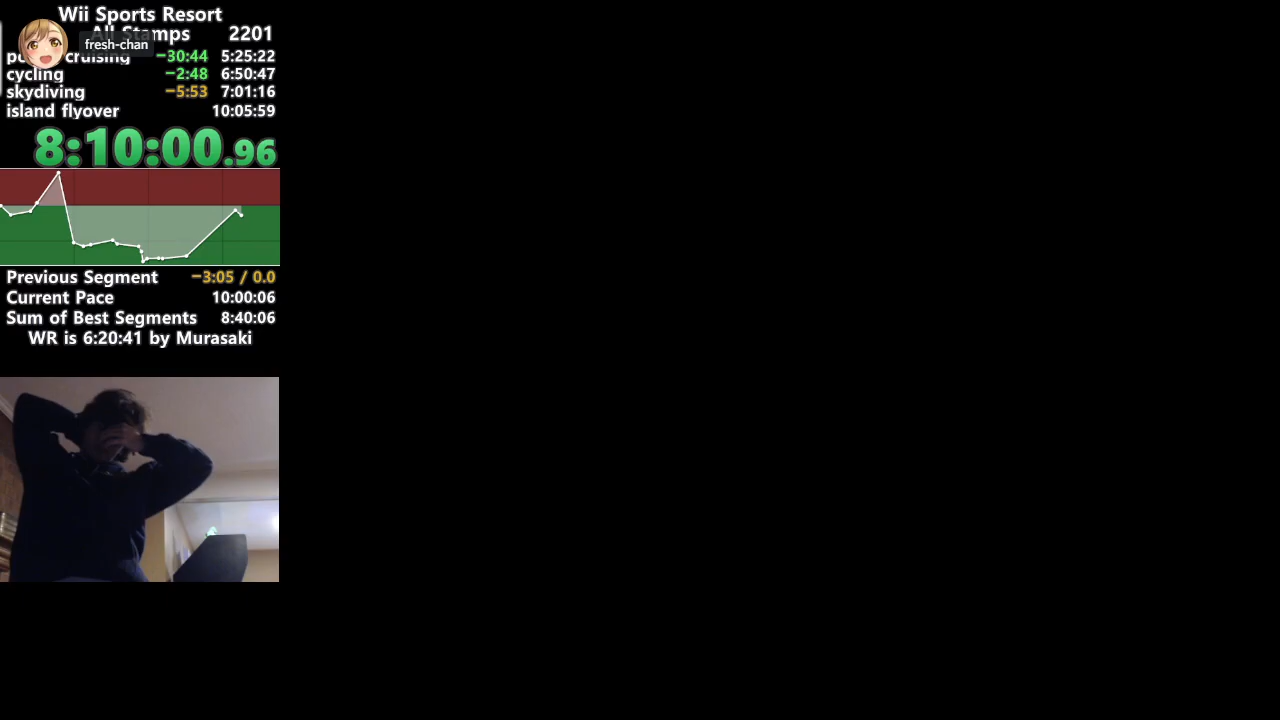 Wii Sports Resort
All Stamps 2201
fresh-chan
cruising −30:44 5:25:22
cycling −2:48 6:50:47
skydiving −5:53 7:01:16
island flyover 10:05:59
8:10:00.96
Previous Segment −3:05 / 0.0
Current Pace 10:00:06
Sum of Best Segments 8:40:06
WR is 6:20:41 by Murasaki